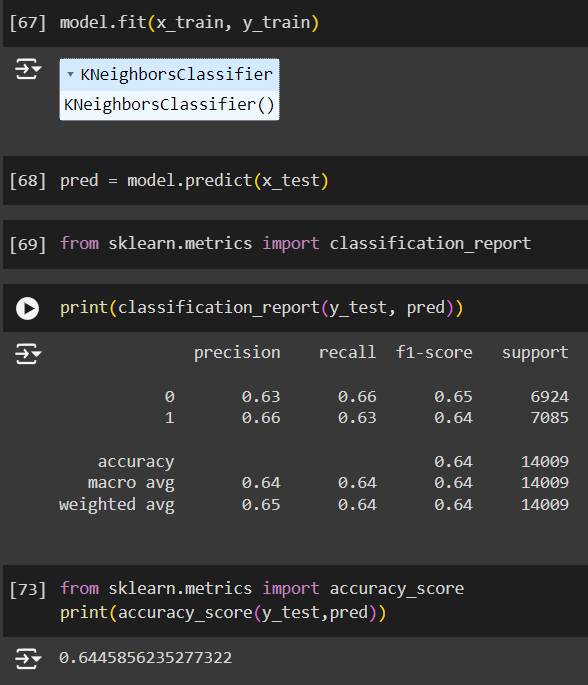 [67] model.fit(x_train, y_train)
KNeighborsClassifier
KNeighborsClassifier()
[68] pred = model.predict(x_test)
[69] from sklearn.metrics import classification_report
print(classification_report(y_test, pred))
precision recall f1-score support
0 0.63 0.66 0.65 6924
1 0.66 0.63 0.64 7085
accuracy 0.64 14009
macro avg 0.64 0.64 0.64 14009
weighted avg 0.65 0.64 0.64 14009
[73] from sklearn.metrics import accuracy_score
print(accuracy_score(y_test,pred))
0.6445856235277322